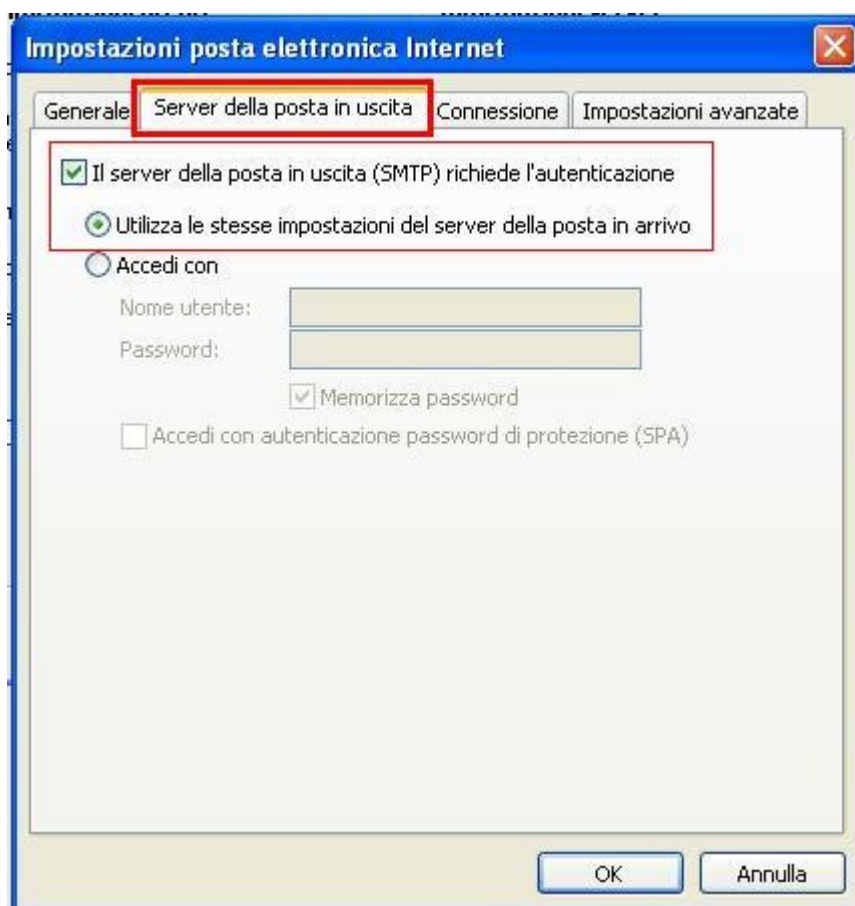 Impostazioni posta elettronica Internet
Generale Server della posta in uscita Connessione Impostazioni avanzate
Il server della posta in uscita (SMTP) richiede l'autenticazione
Utilizza le stesse impostazioni del server della posta in arrivo
Accedi con
Nome utente:
Password:
Memorizza password
Accedi con autenticazione password di protezione (SPA)
OK Annulla